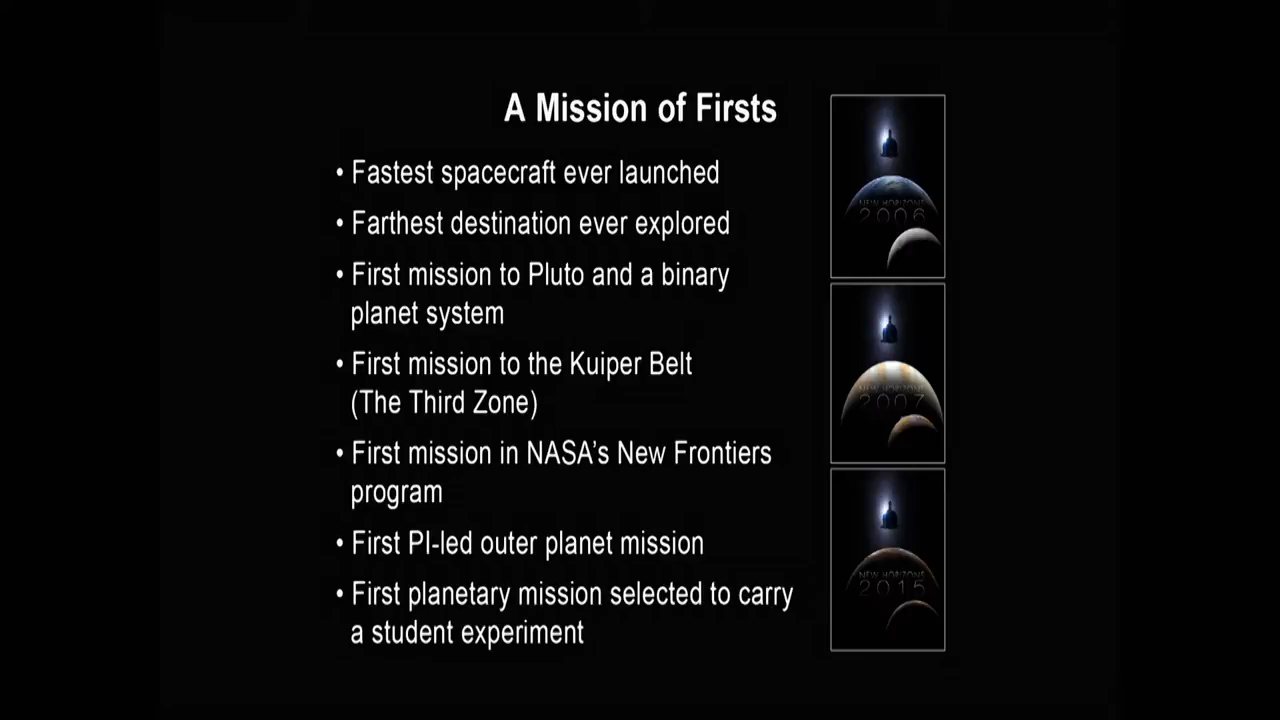 A Mission of Firsts
• Fastest spacecraft ever launched
• Farthest destination ever explored
• First mission to Pluto and a binary
planet system
• First mission to the Kuiper Belt
(The Third Zone)
• First mission in NASA's New Frontiers
program
• First PI-led outer planet mission
• First planetary mission selected to carry
a student experiment
NEW HORIZONS
2006
NEW HORIZONS
2007
NEW HORIZONS
2015